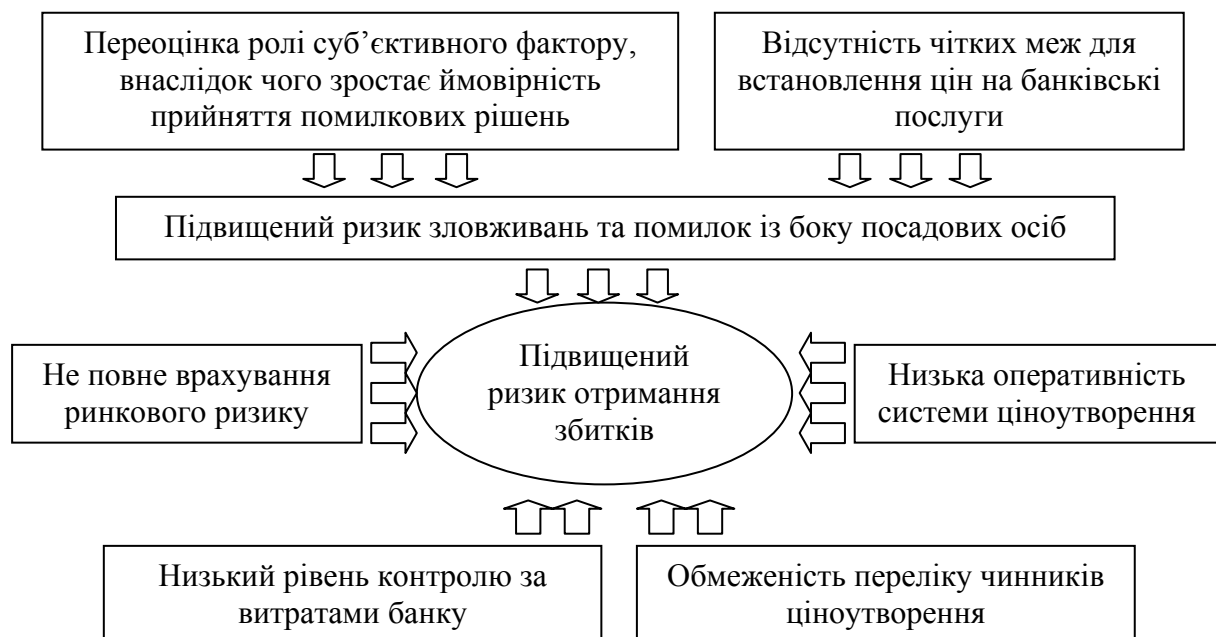 Переоцінка ролі суб’єктивного фактору,
внаслідок чого зростає ймовірність
прийняття помилкових рішень
Відсутність чітких меж для
встановлення цін на банківські
послуги
Підвищений ризик зловживань та помилок із боку посадових осіб
Не повне врахування
ринкового ризику
Підвищений
ризик отримання
збитків
Низька оперативність
системи ціноутворення
Низький рівень контролю за
витратами банку
Обмеженість переліку чинників
ціноутворення